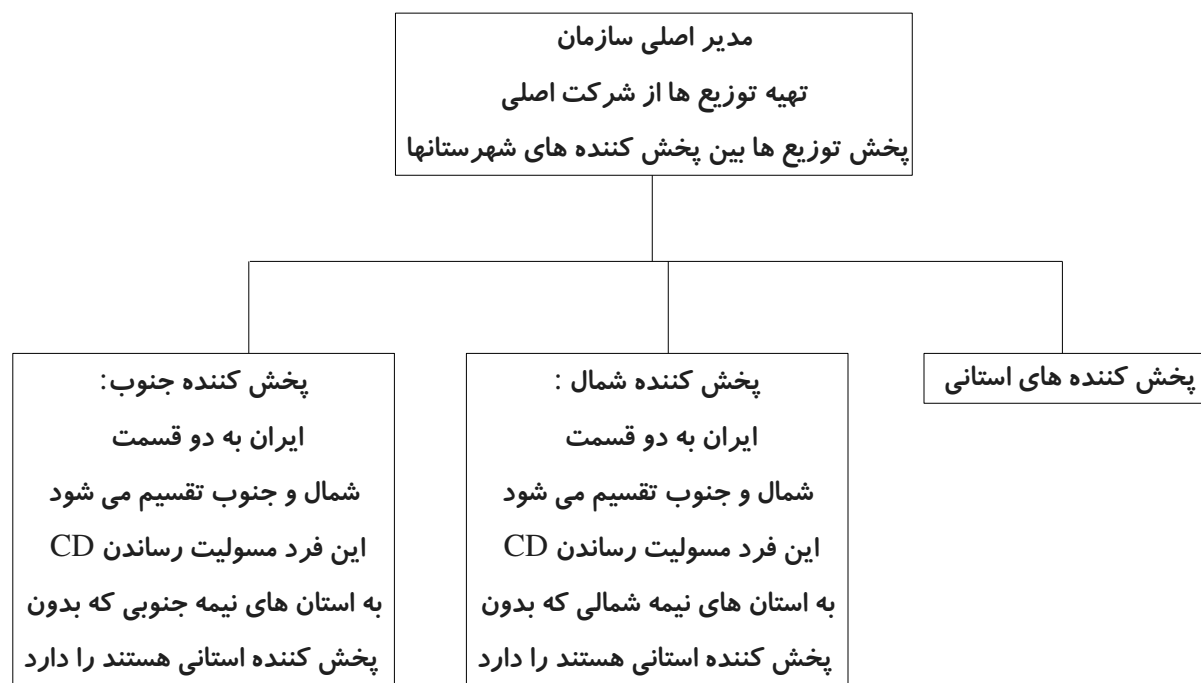 مدیر اصلی سازمان
تهیه توزیع ها از شرکت اصلی
پخش توزیع ها بین پخش کننده های شهرستانها
پخش کننده های استانی
پخش کننده شمال :
ایران به دو قسمت
شمال و جنوب تقسیم می شود
این فرد مسولیت رساندن CD
به استان های نیمه شمالی که بدون
پخش کننده استانی هستند را دارد
پخش کننده جنوب:
ایران به دو قسمت
شمال و جنوب تقسیم می شود
این فرد مسولیت رساندن CD
به استان های نیمه جنوبی که بدون
پخش کننده استانی هستند را دارد